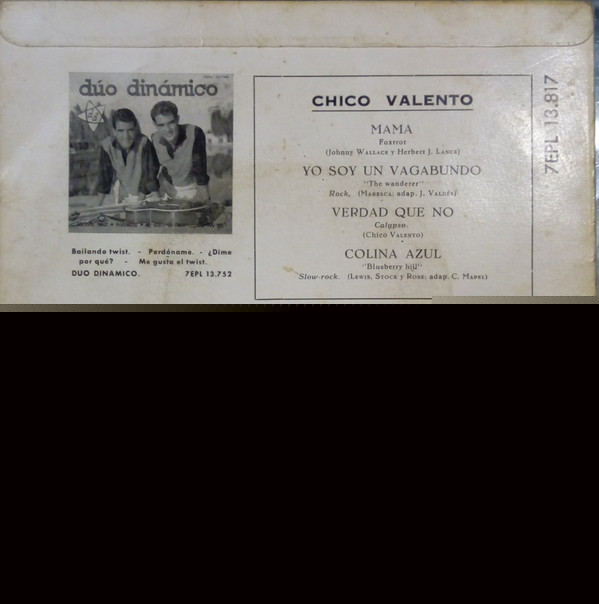 dúo dinámico
Bailando twist. - Perdóname. - ¿Dime
por qué? - Me gusta el twist.
DUO DINAMICO. 7EPL 13.752
CHICO VALENTO
MAMA
Foxtrot
(Johnny Wallace y Herbert J. Lance)
YO SOY UN VAGABUNDO
"The wanderer"
Rock. (Maresca; adap. J. Valdés)
VERDAD QUE NO
Calypso.
(Chico Valento)
COLINA AZUL
"Blueberry hill"
Slow-rock. (Lewis, Stock y Rose; adap. C. Mapel)
7EPL 13.817